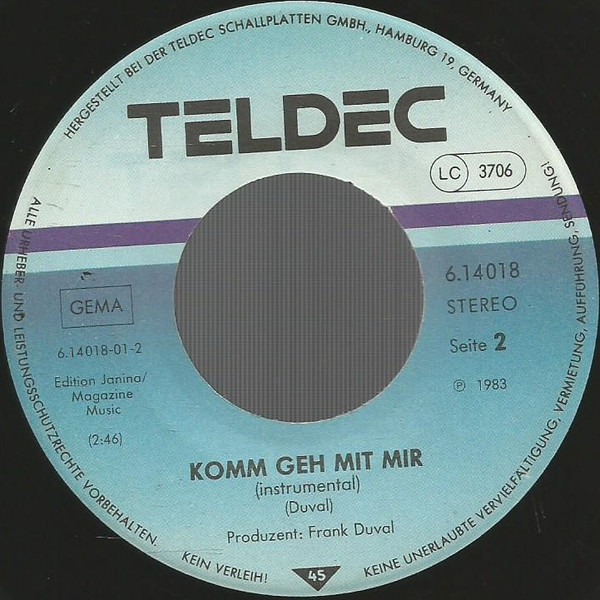 HERGESTELLT BEI DER TELDEC SCHALLPLATTEN GMBH., HAMBURG 19, GERMANY
TELDEC
LC 3706
GEMA
6.14018-01-2
Edition Janina/
Magazine
Music
(2:46)
6.14018
STEREO
Seite 2
℗ 1983
KOMM GEH MIT MIR
(instrumental)
(Duval)
Produzent: Frank Duval
ALLE URHEBER- UND LEISTUNGSSCHUTZRECHTE VORBEHALTEN.
KEIN VERLEIH!
45
KEINE UNERLAUBTE VERVIELFÄLTIGUNG, VERMIETUNG, AUFFÜHRUNG, SENDUNG!